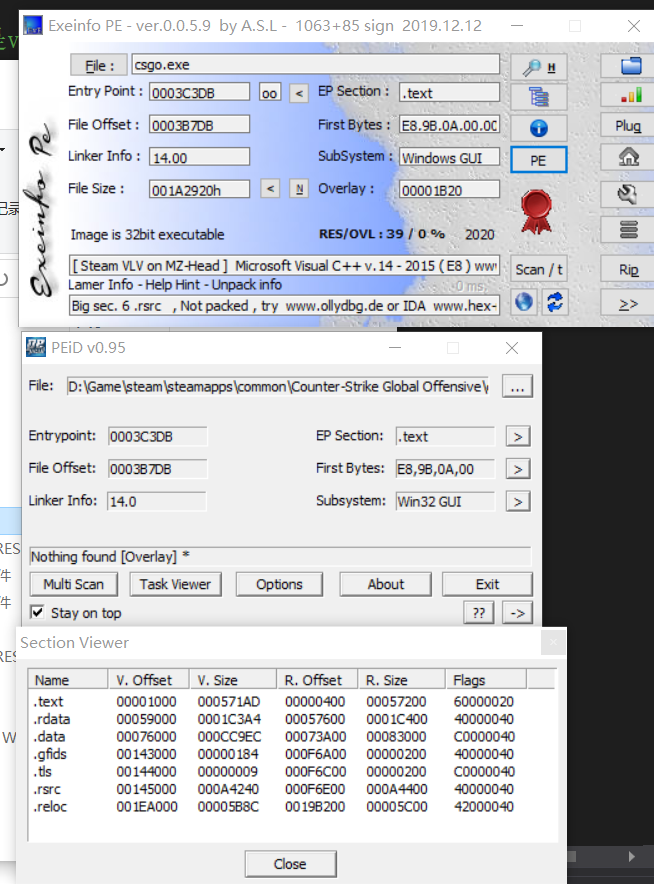 Exeinfo PE - ver.0.0.5.9 by A.S.L - 1063+85 sign 2019.12.12
File : csgo.exe H
Entry Point : 0003C3DB oo < EP Section : .text
File Offset : 0003B7DB First Bytes : E8.9B.0A.00.00 Plug
Linker Info : 14.00 SubSystem : Windows GUI PE
File Size : 001A2920h < N Overlay : 00001B20
Image is 32bit executable RES/OVL : 39 / 0 % 2020
Exeinfo Pe
[ Steam VLV on MZ-Head ] Microsoft Visual C++ v.14 - 2015 ( E8 ) www Scan / t Rip
Lamer Info - Help Hint - Unpack info 0 ms.
Big sec. 6 .rsrc , Not packed , try www.ollydbg.de or IDA www.hex- >>
PEiD v0.95
File: D:\Game\steam\steamapps\common\Counter-Strike Global Offensive\ ...
Entrypoint: 0003C3DB EP Section: .text >
File Offset: 0003B7DB First Bytes: E8,9B,0A,00 >
Linker Info: 14.0 Subsystem: Win32 GUI >
Nothing found [Overlay] *
Multi Scan Task Viewer Options About Exit
Stay on top ?? ->
Section Viewer
Name V. Offset V. Size R. Offset R. Size Flags
.text 00001000 000571AD 00000400 00057200 60000020
.rdata 00059000 0001C3A4 00057600 0001C400 40000040
.data 00076000 000CC9EC 00073A00 00083000 C0000040
.gfids 00143000 00000184 000F6A00 00000200 40000040
.tls 00144000 00000009 000F6C00 00000200 C0000040
.rsrc 00145000 000A4240 000F6E00 000A4400 40000040
.reloc 001EA000 00005B8C 0019B200 00005C00 42000040
Close
记录
RES
件
件
RES
W